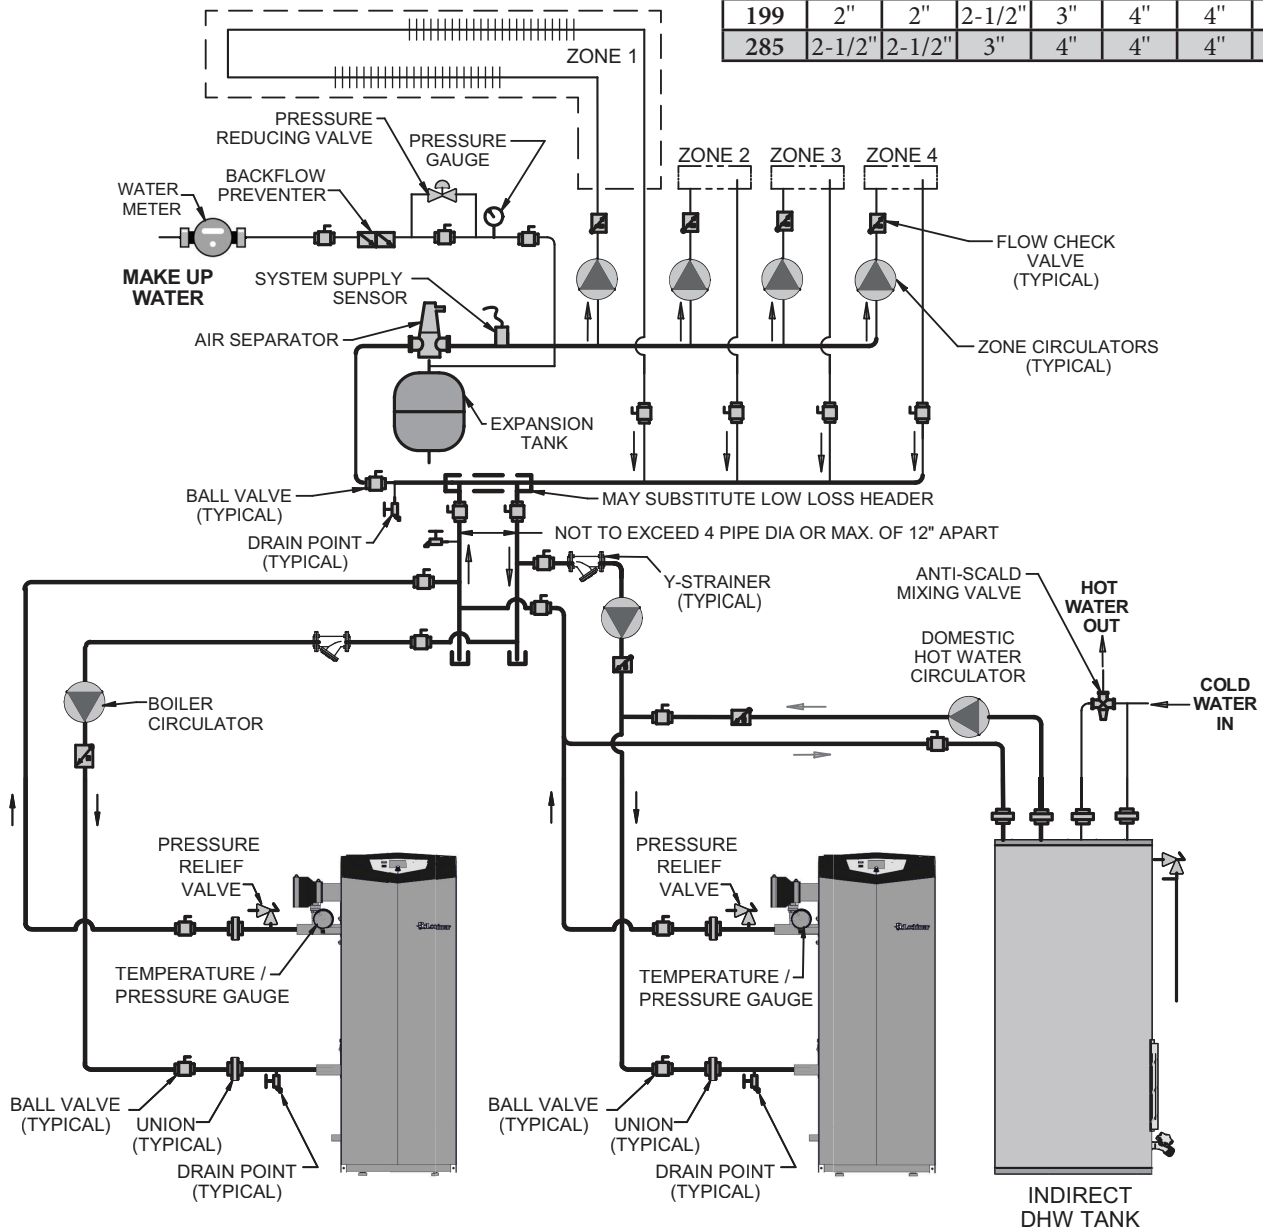 199 2" 2" 2-1/2" 3" 4" 4"
285 2-1/2" 2-1/2" 3" 4" 4" 4"
ZONE 1
PRESSURE
REDUCING VALVE
PRESSURE
GAUGE
ZONE 2
ZONE 3
ZONE 4
BACKFLOW
PREVENTER
WATER
METER
FLOW CHECK
VALVE
(TYPICAL)
MAKE UP
WATER
SYSTEM SUPPLY
SENSOR
AIR SEPARATOR
ZONE CIRCULATORS
(TYPICAL)
EXPANSION
TANK
BALL VALVE
(TYPICAL)
MAY SUBSTITUTE LOW LOSS HEADER
DRAIN POINT
(TYPICAL)
NOT TO EXCEED 4 PIPE DIA OR MAX. OF 12" APART
Y-STRAINER
(TYPICAL)
ANTI-SCALD
MIXING VALVE
HOT
WATER
OUT
DOMESTIC
HOT WATER
CIRCULATOR
COLD
WATER
IN
BOILER
CIRCULATOR
PRESSURE
RELIEF
VALVE
PRESSURE
RELIEF
VALVE
Lochinvar
Lochinvar
TEMPERATURE /
PRESSURE GAUGE
TEMPERATURE /
PRESSURE GAUGE
BALL VALVE
(TYPICAL)
UNION
(TYPICAL)
DRAIN POINT
(TYPICAL)
BALL VALVE
(TYPICAL)
UNION
(TYPICAL)
DRAIN POINT
(TYPICAL)
INDIRECT
DHW TANK